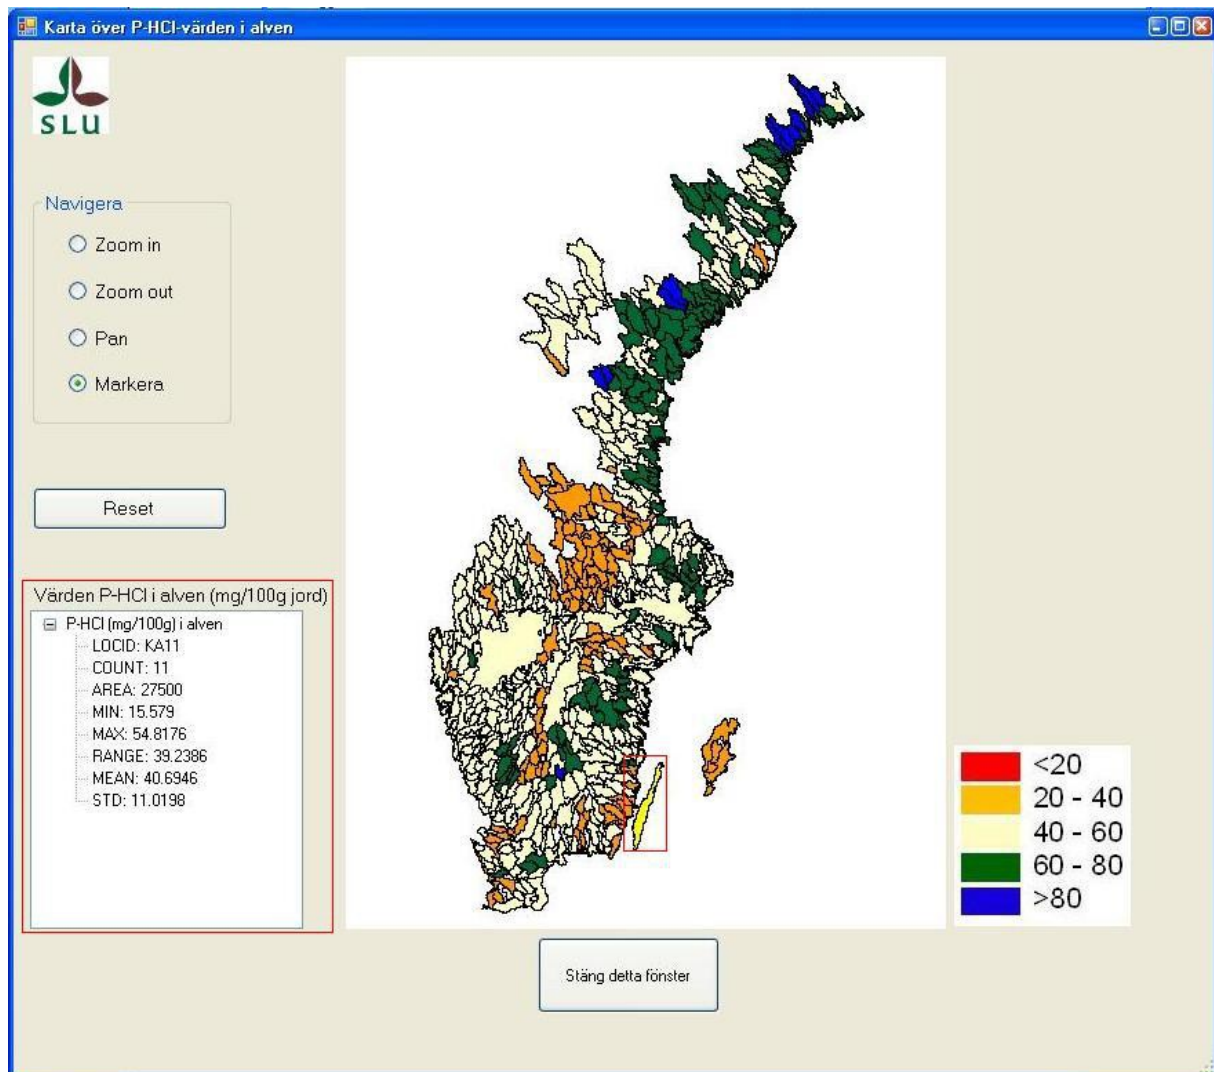 Karta över P-HCl-värden i alven
SLU
Navigera
Zoom in
Zoom out
Pan
Markera
Reset
Värden P-HCl i alven (mg/100g jord)
P-HCl (mg/100g) i alven
LOCID: KA11
COUNT: 11
AREA: 27500
MIN: 15.579
MAX: 54.8176
RANGE: 39.2386
MEAN: 40.6946
STD: 11.0198
<20
20 - 40
40 - 60
60 - 80
>80
Stäng detta fönster